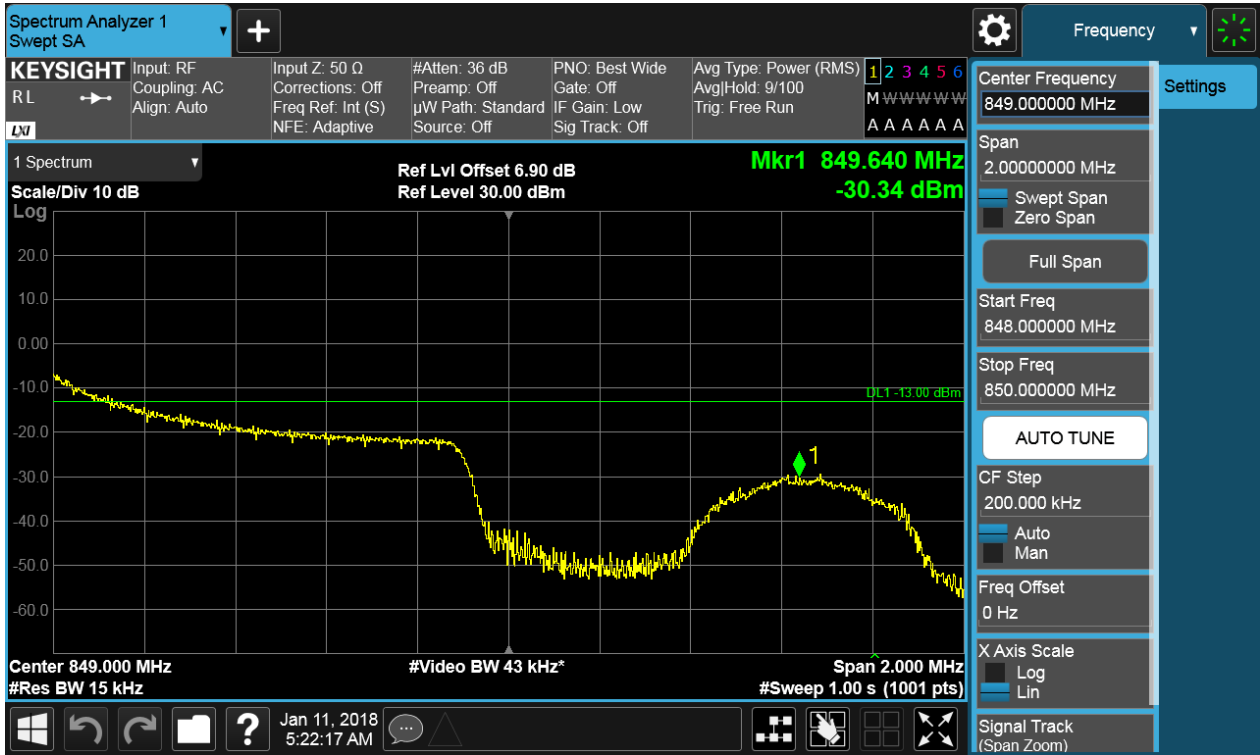 Spectrum Analyzer 1
Swept SA
+
Frequency
KEYSIGHT
RL
LXI
Input: RF
Coupling: AC
Align: Auto
Input Z: 50 Ω
Corrections: Off
Freq Ref: Int (S)
NFE: Adaptive
#Atten: 36 dB
Preamp: Off
µW Path: Standard
Source: Off
PNO: Best Wide
Gate: Off
IF Gain: Low
Sig Track: Off
Avg Type: Power (RMS)
Avg|Hold: 9/100
Trig: Free Run
1 2 3 4 5 6
M W W W W W
A A A A A A
1 Spectrum
Scale/Div 10 dB
Log
Ref Lvl Offset 6.90 dB
Ref Level 30.00 dBm
Mkr1 849.640 MHz
-30.34 dBm
20.0
10.0
0.00
-10.0
DL1 -13.00 dBm
-20.0
1
-30.0
-40.0
-50.0
-60.0
Center 849.000 MHz
#Video BW 43 kHz*
Span 2.000 MHz
#Res BW 15 kHz
#Sweep 1.00 s (1001 pts)
Center Frequency
849.000000 MHz
Settings
Span
2.00000000 MHz
Swept Span
Zero Span
Full Span
Start Freq
848.000000 MHz
Stop Freq
850.000000 MHz
AUTO TUNE
CF Step
200.000 kHz
Auto
Man
Freq Offset
0 Hz
X Axis Scale
Log
Lin
Signal Track
(Span Zoom)
?
Jan 11, 2018
5:22:17 AM